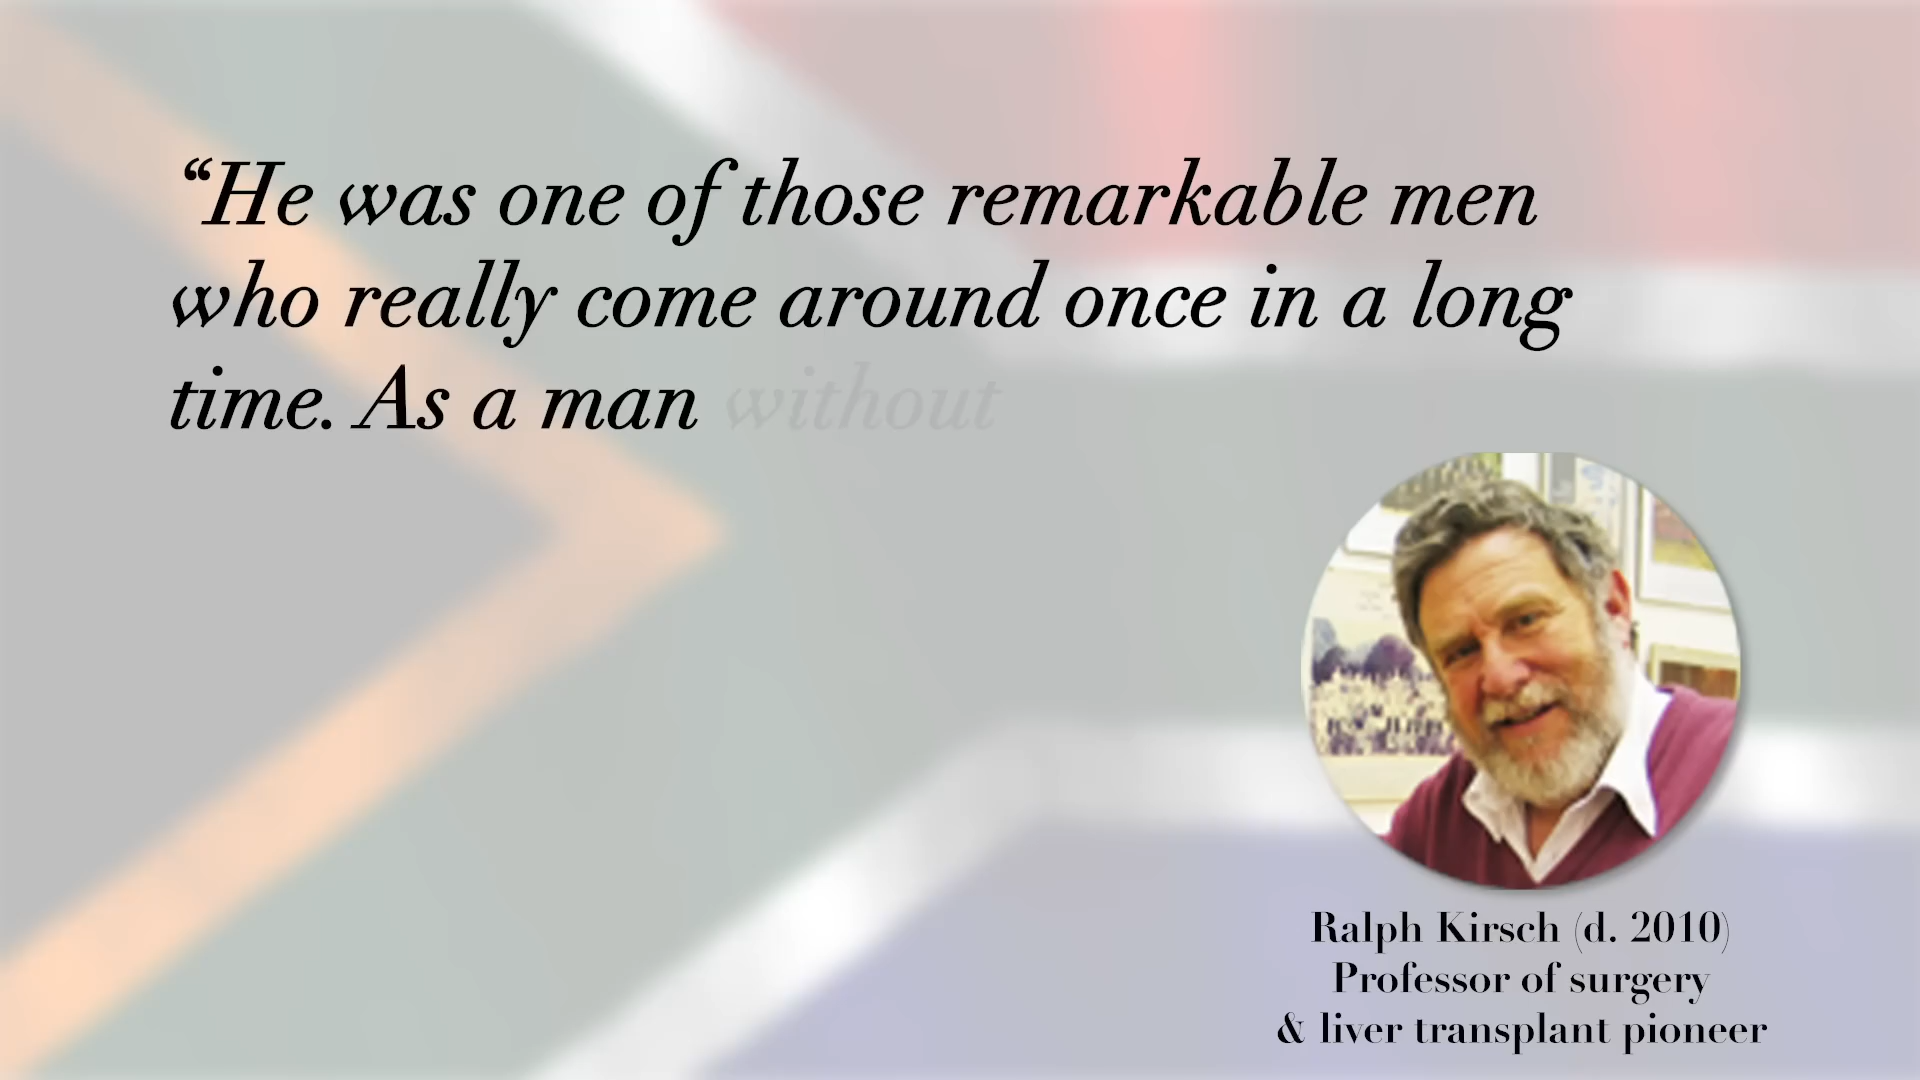 “He was one of those remarkable men
who really come around once in a long
time. As a man without
Ralph Kirsch (d. 2010)
Professor of surgery
& liver transplant pioneer